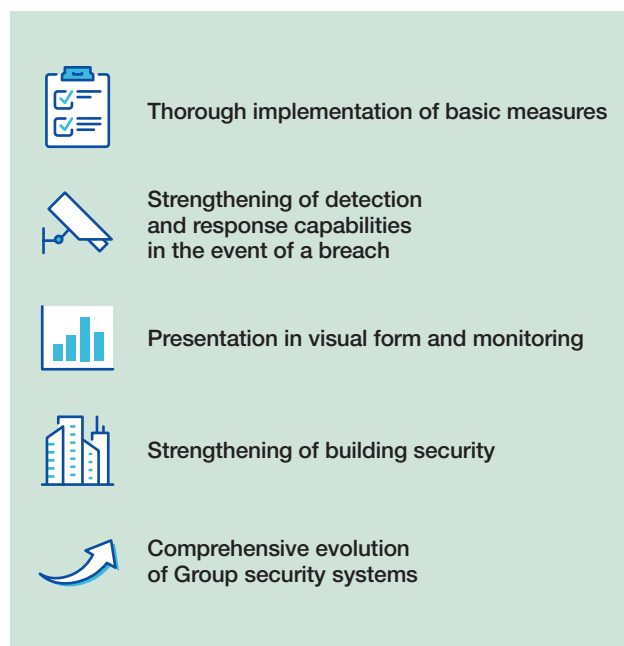 Thorough implementation of basic measures
Strengthening of detection
and response capabilities
in the event of a breach
Presentation in visual form and monitoring
Strengthening of building security
Comprehensive evolution
of Group security systems